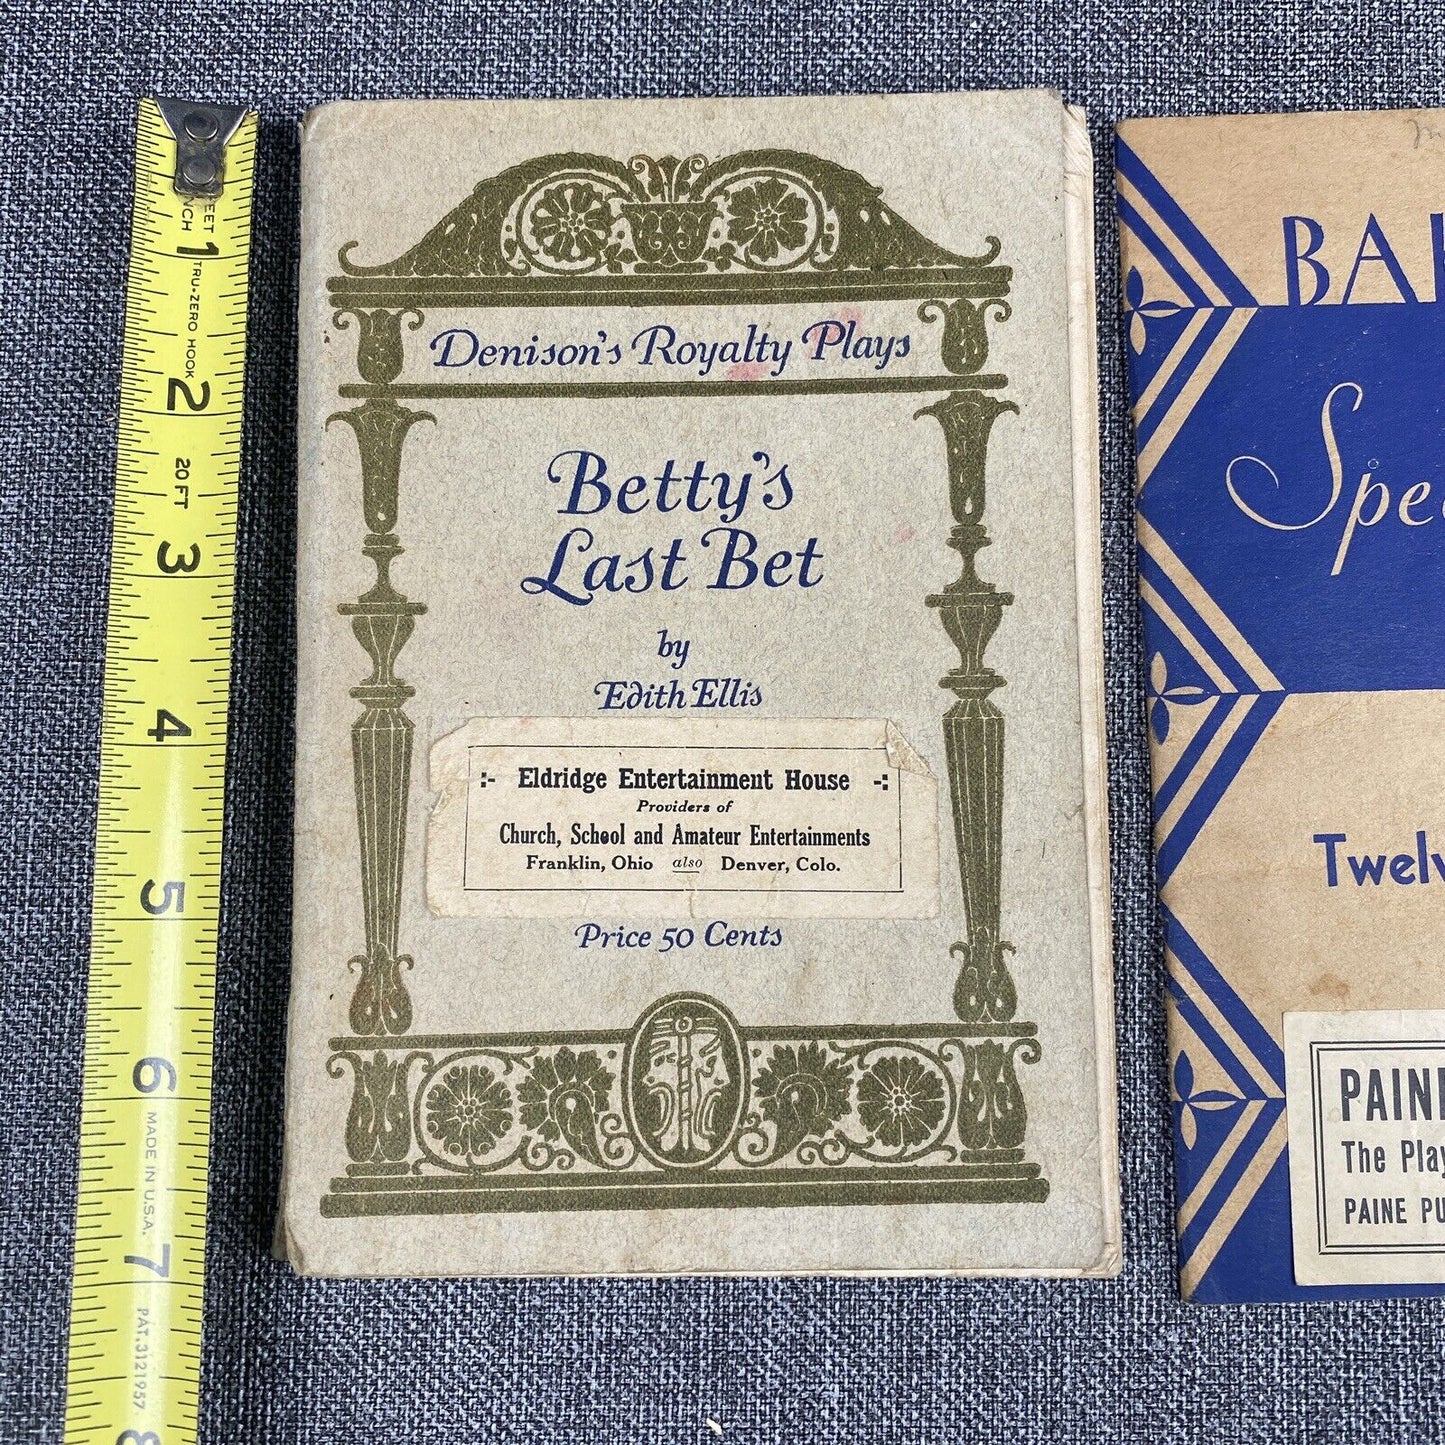 Denison's Royalty Plays
Betty's
Last Bet
by
Edith Ellis
:- Eldridge Entertainment House -:
Providers of
Church, School and Amateur Entertainments
Franklin, Ohio also Denver, Colo.
Price 50 Cents
BA
Spe
Twelv
PAIN
The Play
PAINE PU
FEET
INCH
1
TRU-ZERO HOOK
2
20 FT
3
4
5
6
MADE IN U.S.A.
7
PAT. 3121957
8